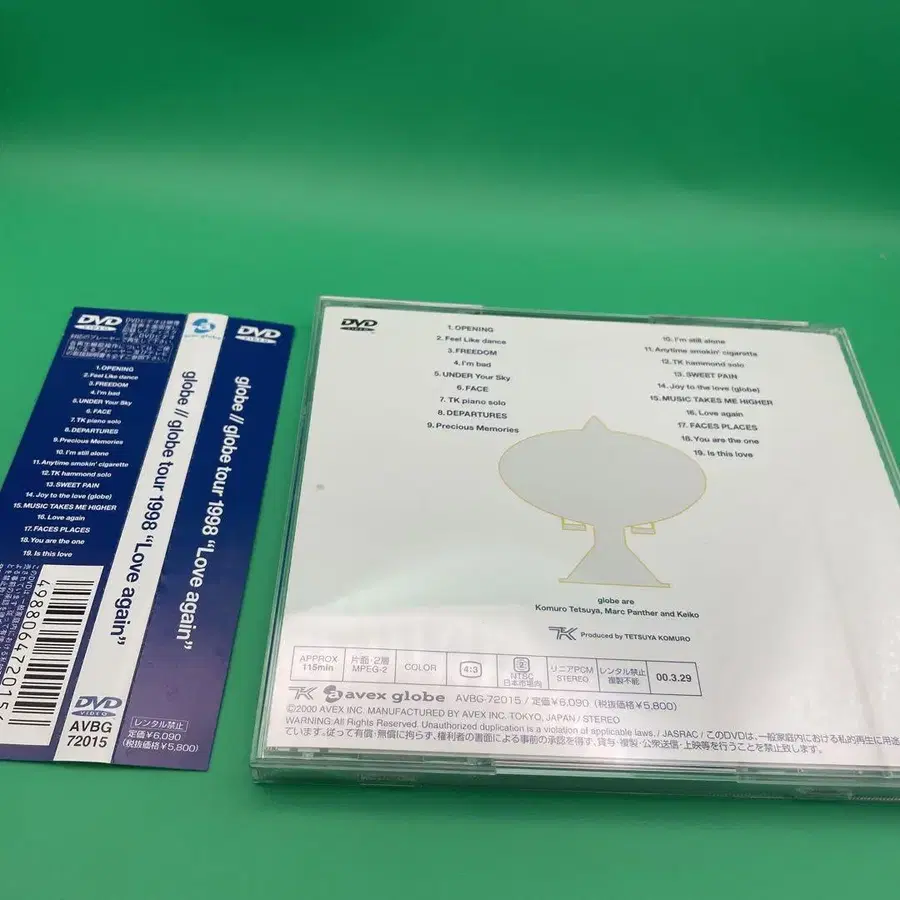 DVD
VIDEO
1. OPENING
2. Feel Like dance
3. FREEDOM
4. I'm bad
5. UNDER Your Sky
6. FACE
7. TK piano solo
8. DEPARTURES
9. Precious Memories
10. I'm still alone
11. Anytime smokin' cigarette
12. TK hammond solo
13. SWEET PAIN
14. Joy to the love (globe)
15. MUSIC TAKES ME HIGHER
16. Love again
17. FACES PLACES
18. You are the one
19. Is this love
avex globe
globe // globe tour 1998 "Love again"
DVD
VIDEO
AVBG
72015
DVD
VIDEO
globe // globe tour 1998 "Love again"
レンタル禁止
定価¥6,090
(税抜価格¥5,800)
DVD
VIDEO
1. OPENING
2. Feel Like dance
3. FREEDOM
4. I'm bad
5. UNDER Your Sky
6. FACE
7. TK piano solo
8. DEPARTURES
9. Precious Memories
10. I'm still alone
11. Anytime smokin' cigarette
12. TK hammond solo
13. SWEET PAIN
14. Joy to the love (globe)
15. MUSIC TAKES ME HIGHER
16. Love again
17. FACES PLACES
18. You are the one
19. Is this love
globe are
Komuro Tetsuya, Marc Panther and Keiko
TK Produced by TETSUYA KOMURO
APPROX
115min
片面・2層
MPEG-2
COLOR
4:3
2
NTSC
日本市場向
リニアPCM
STEREO
レンタル禁止
複製不能
00.3.29
TK avex globe AVBG-72015 / 定価¥6,090 (税抜価格¥5,800)
©2000 AVEX INC. MANUFACTURED BY AVEX INC. TOKYO, JAPAN / STEREO
WARNING:All Rights Reserved. Unauthorized duplication is a violation of applicable laws. / JASRAC / このDVDは、一般家庭内における私的再生に用途
ています。従って有償・無償に拘らず、権利者の書面による事前の承認を得ず、貸与・複製・公衆送信・上映等を行うことを禁止致します。